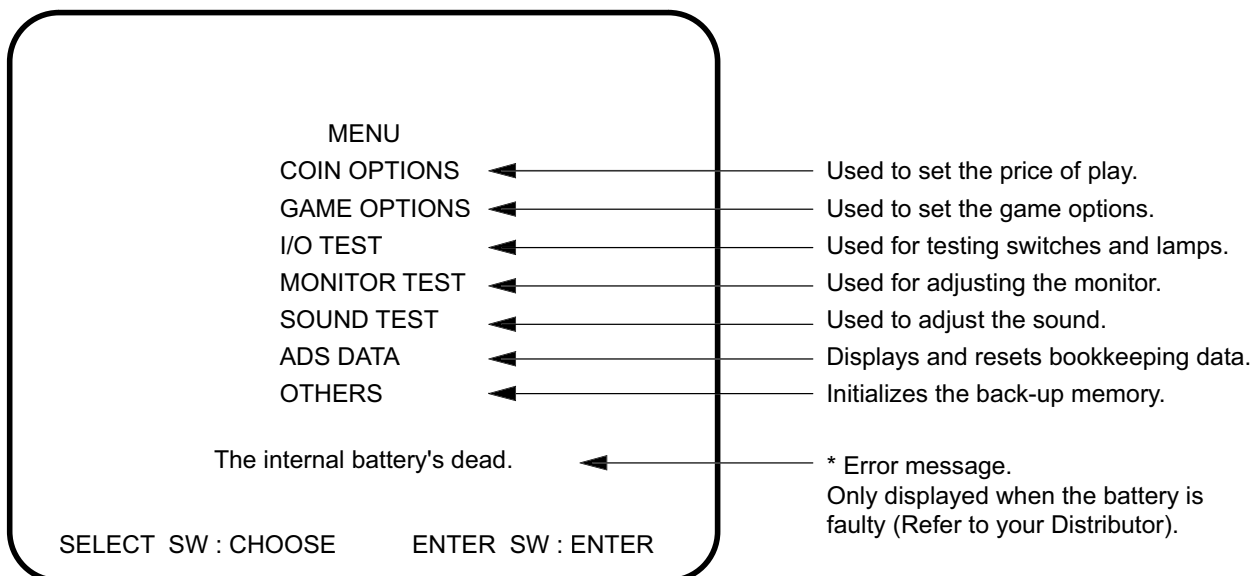 MENU
COIN OPTIONS
Used to set the price of play.
GAME OPTIONS
Used to set the game options.
I/O TEST
Used for testing switches and lamps.
MONITOR TEST
Used for adjusting the monitor.
SOUND TEST
Used to adjust the sound.
ADS DATA
Displays and resets bookkeeping data.
OTHERS
Initializes the back-up memory.
The internal battery's dead.
* Error message.
Only displayed when the battery is
faulty (Refer to your Distributor).
SELECT SW : CHOOSE ENTER SW : ENTER